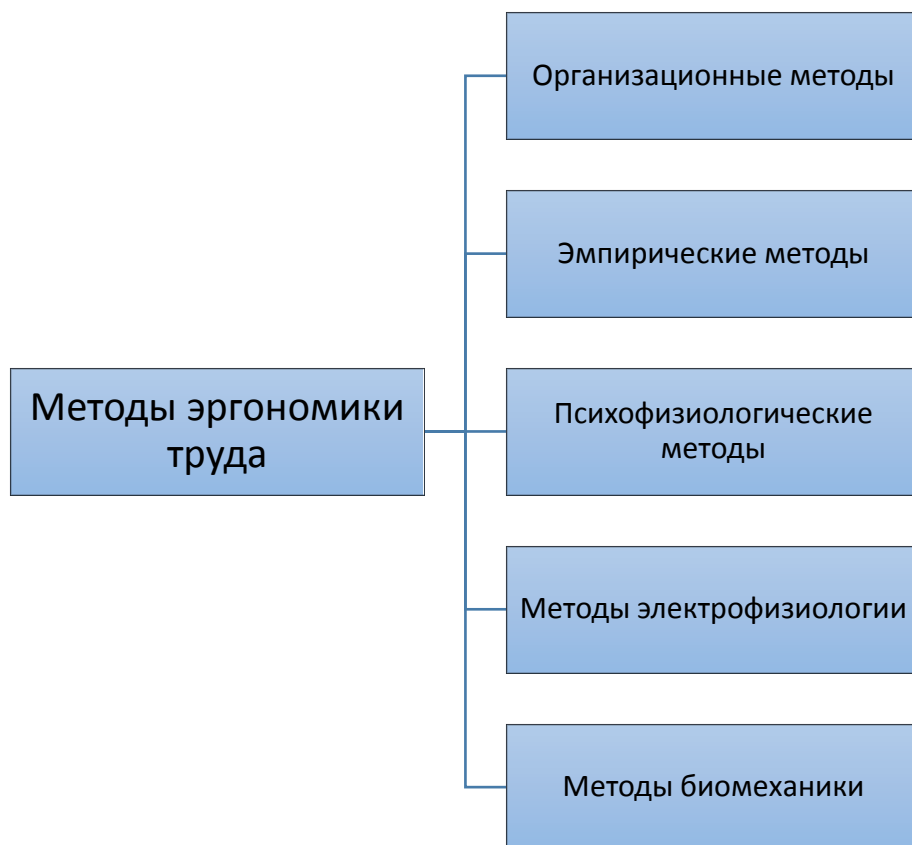 Организационные методы
Эмпирические методы
Методы эргономики
труда
Психофизиологические
методы
Методы электрофизиологии
Методы биомеханики